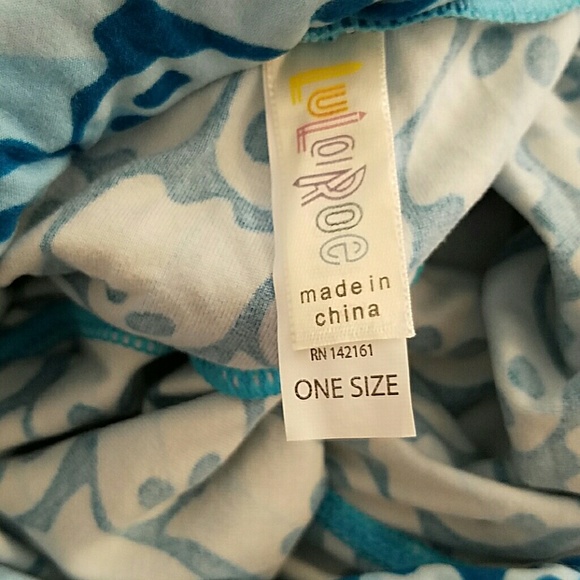 LuLaRoe
made in
china
RN 142161
ONE SIZE